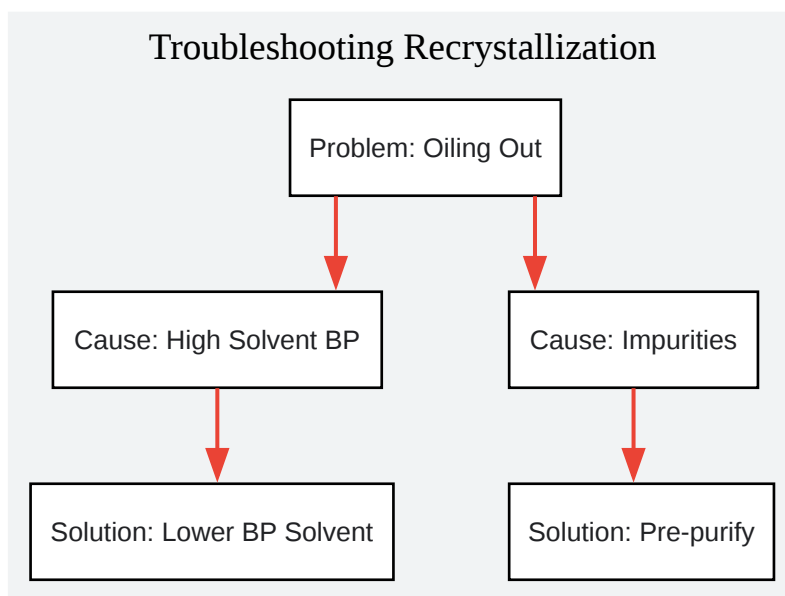 Troubleshooting Recrystallization
Problem: Oiling Out
Cause: High Solvent BP
Cause: Impurities
Solution: Lower BP Solvent
Solution: Pre-purify